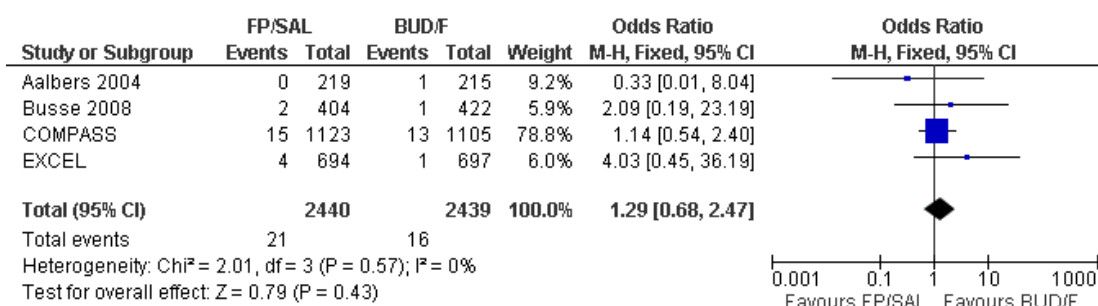 FP/SAL BUD/F Odds Ratio Odds Ratio
Study or Subgroup Events Total Events Total Weight M-H, Fixed, 95% CI M-H, Fixed, 95% CI
Aalbers 2004 0 219 1 215 9.2% 0.33 [0.01, 8.04]
Busse 2008 2 404 1 422 5.9% 2.09 [0.19, 23.19]
COMPASS 15 1123 13 1105 78.8% 1.14 [0.54, 2.40]
EXCEL 4 694 1 697 6.0% 4.03 [0.45, 36.19]
Total (95% CI) 2440 2439 100.0% 1.29 [0.68, 2.47]
Total events 21 16
Heterogeneity: Chi² = 2.01, df = 3 (P = 0.57); I² = 0%
Test for overall effect: Z = 0.79 (P = 0.43)
0.001 0.1 1 10 1000
Favours FP/SAL Favours BUD/F